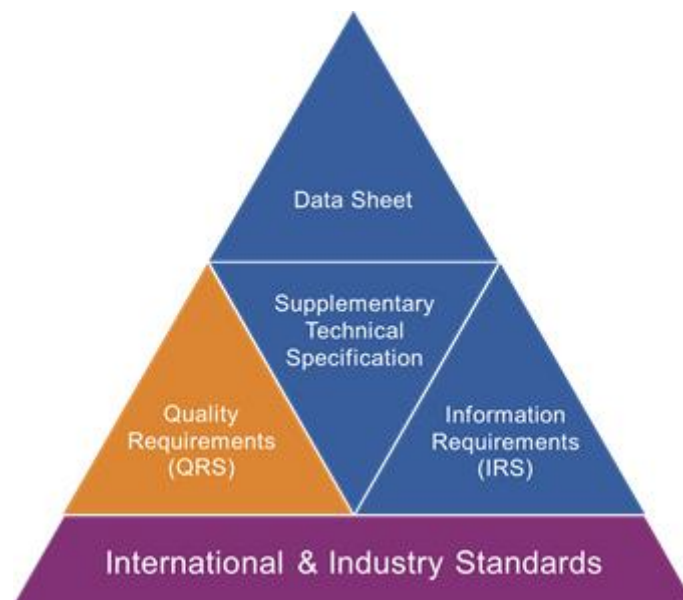 Data Sheet
Supplementary
Technical
Specification
Quality
Requirements
(QRS)
Information
Requirements
(IRS)
International & Industry Standards